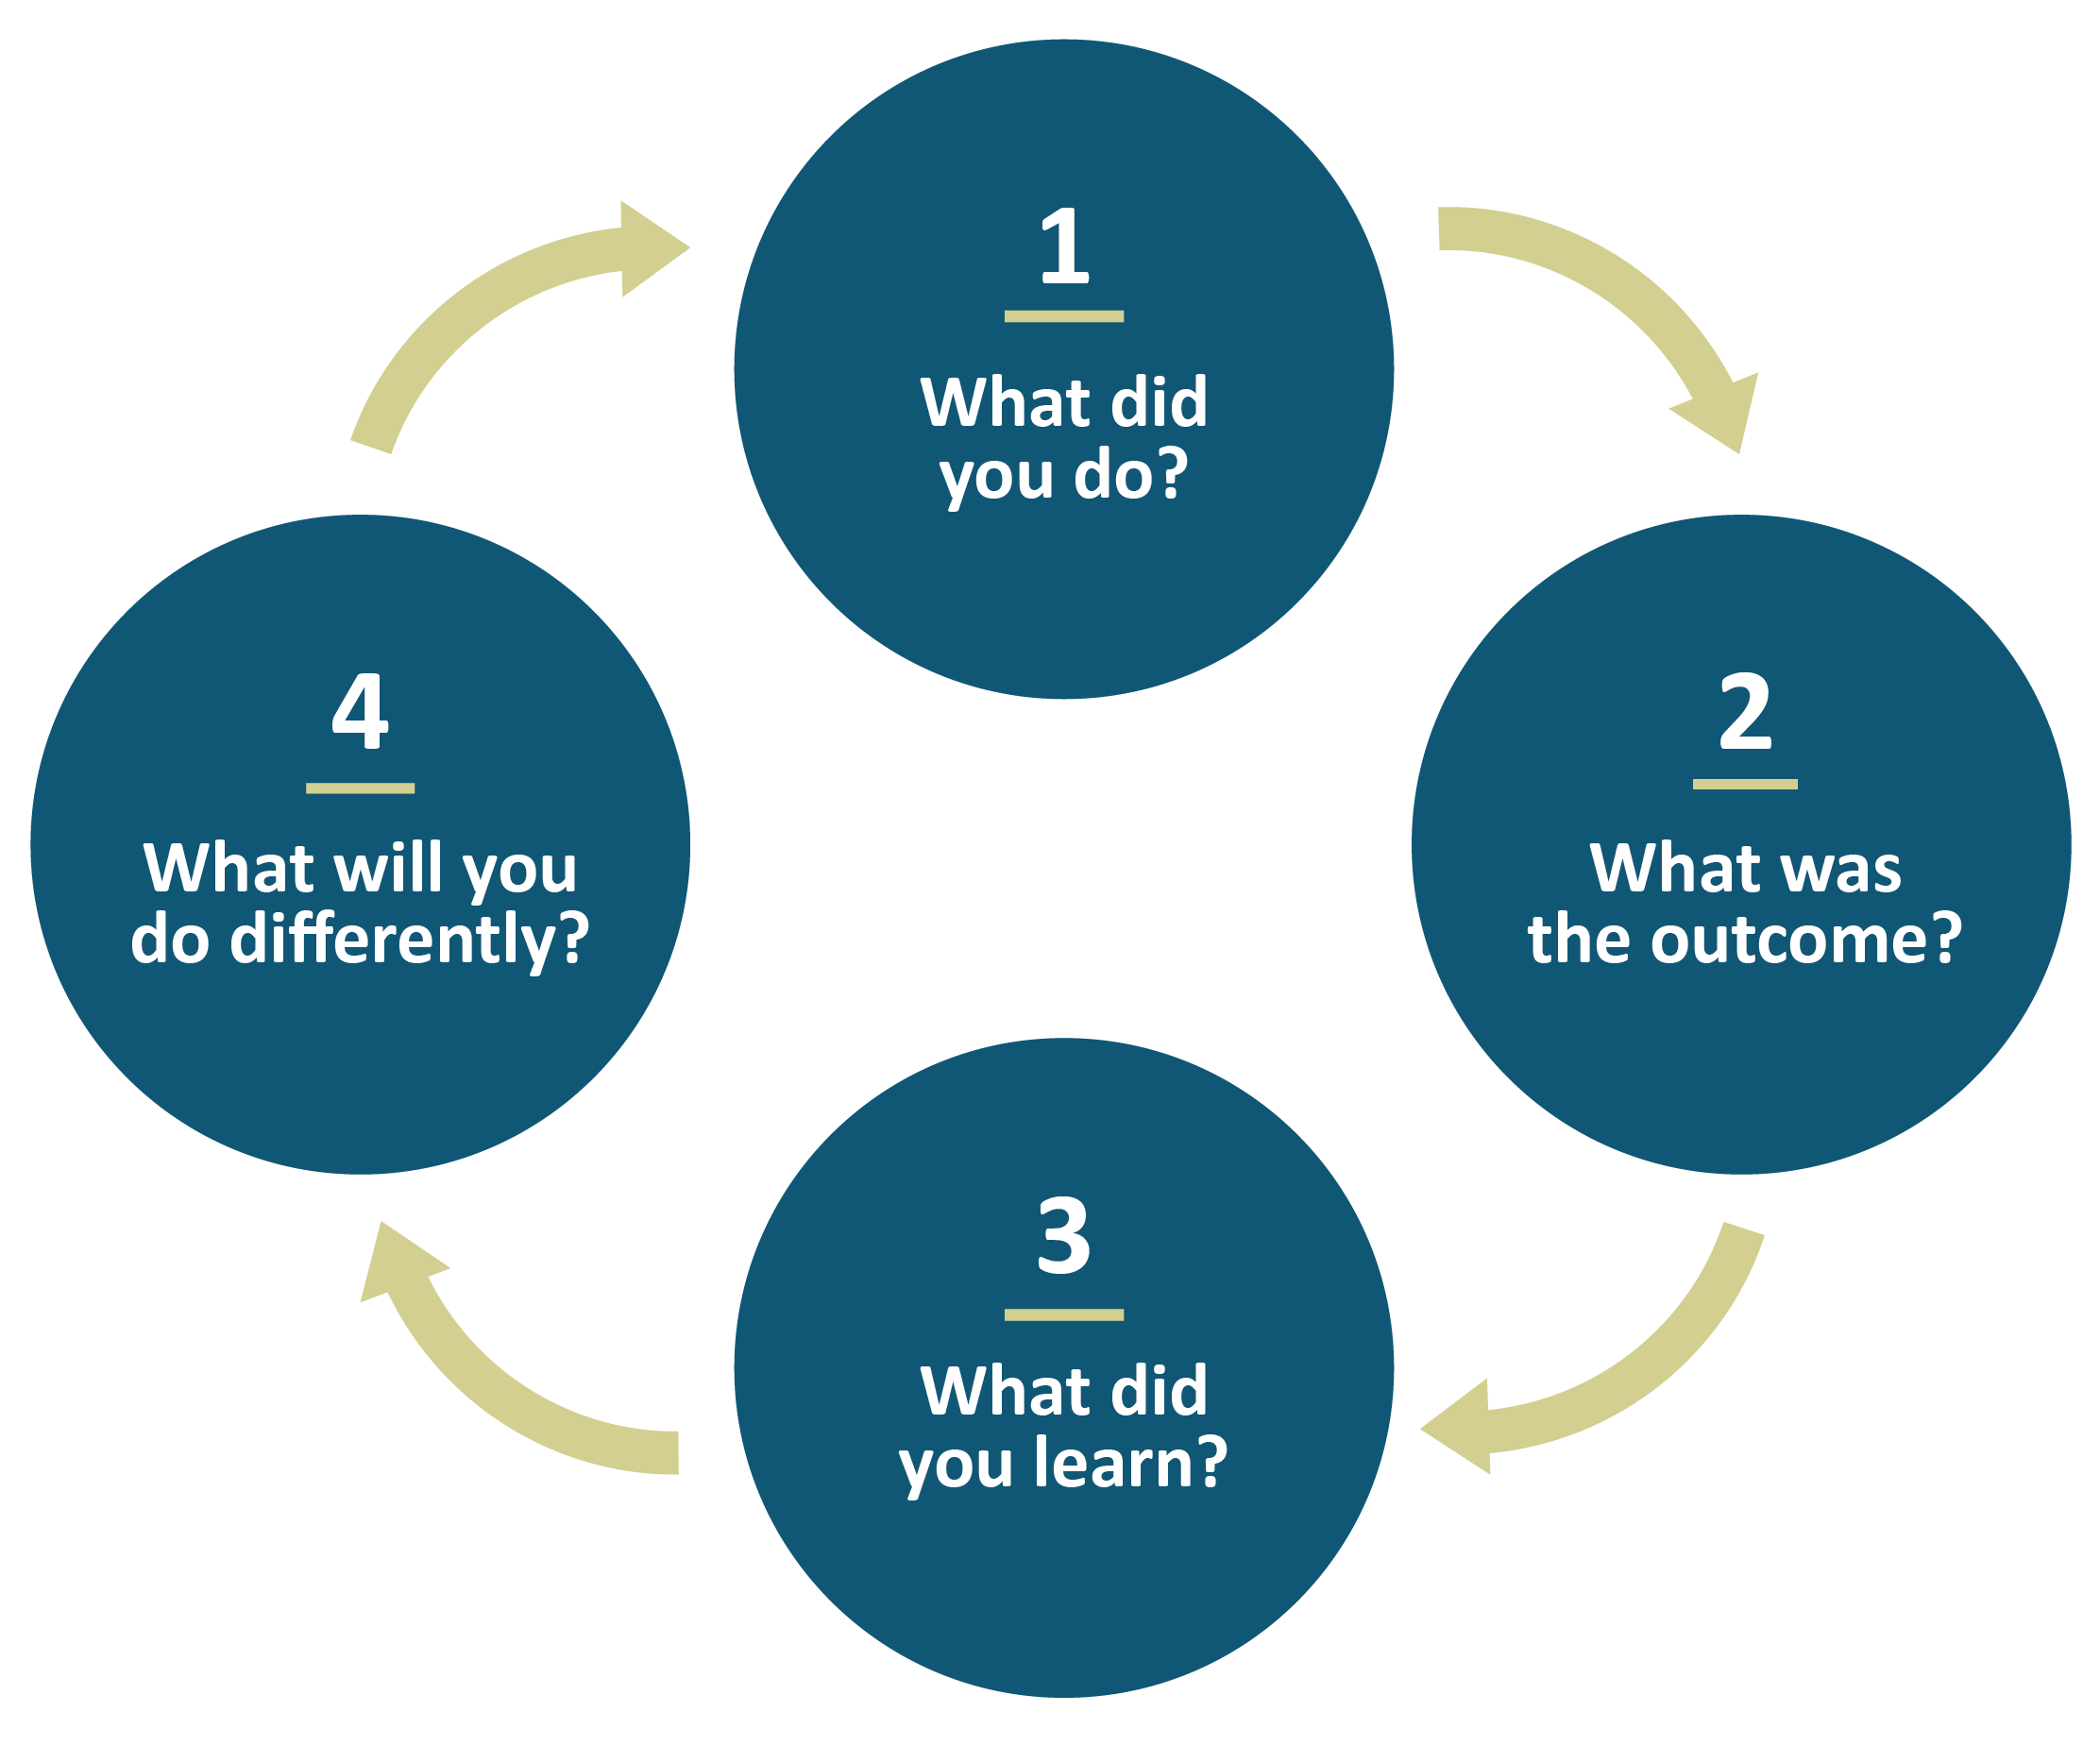 1
What did
you do?
2
What was
the outcome?
3
What did
you learn?
4
What will you
do differently?